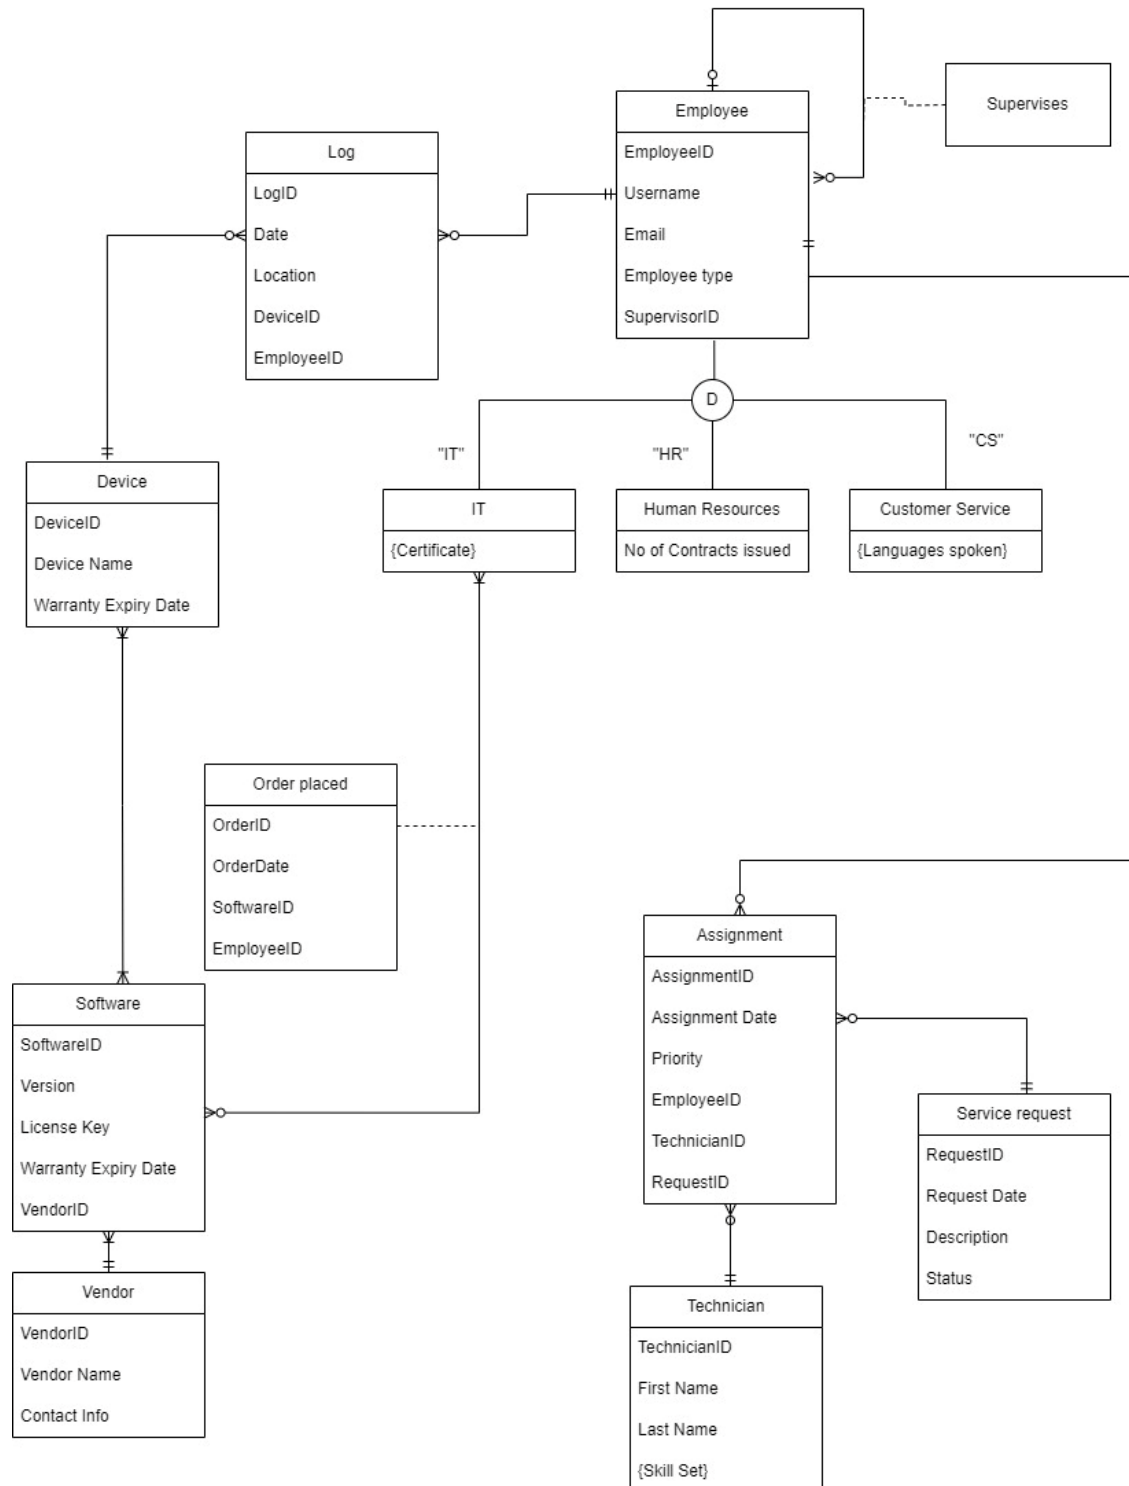 Supervises
Employee
EmployeeID
Username
Email
Employee type
SupervisorID
Log
LogID
Date
Location
DeviceID
EmployeeID
D
"IT"
"HR"
"CS"
Device
DeviceID
Device Name
Warranty Expiry Date
IT
{Certificate}
Human Resources
No of Contracts issued
Customer Service
{Languages spoken}
Order placed
OrderID
OrderDate
SoftwareID
EmployeeID
Software
SoftwareID
Version
License Key
Warranty Expiry Date
VendorID
Vendor
VendorID
Vendor Name
Contact Info
Assignment
AssignmentID
Assignment Date
Priority
EmployeeID
TechnicianID
RequestID
Service request
RequestID
Request Date
Description
Status
Technician
TechnicianID
First Name
Last Name
{Skill Set}